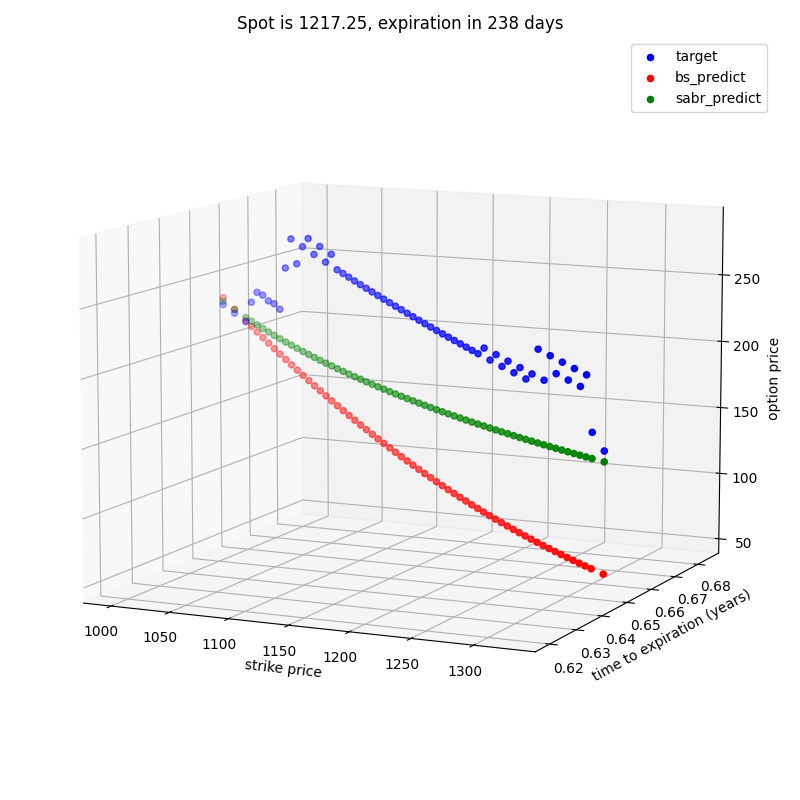 Spot is 1217.25, expiration in 238 days
target
bs_predict
sabr_predict
250
200
150
100
50
option price
0.68
0.67
0.66
0.65
0.64
0.63
0.62
time to expiration (years)
1000
1050
1100
1150
1200
1250
1300
strike price